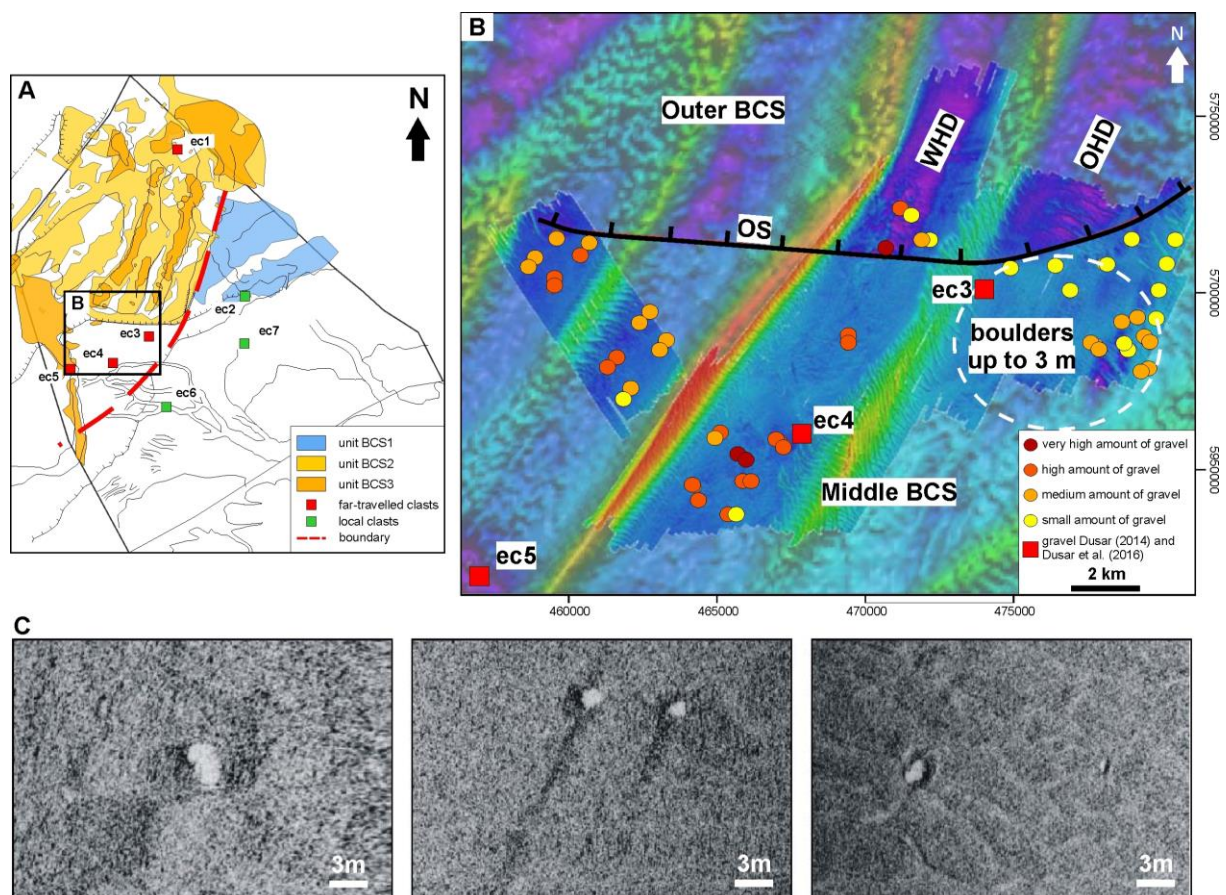 A
N
ec1
ec2
B
ec3
ec7
ec4
ec5
ec6
unit BCS1
unit BCS2
unit BCS3
far-travelled clasts
local clasts
boundary
B
N
Outer BCS
WHD
OHD
OS
ec3
boulders
up to 3 m
ec4
Middle BCS
ec5
5750000
5700000
5950000
very high amount of gravel
high amount of gravel
medium amount of gravel
small amount of gravel
gravel Dusar (2014) and
Dusar et al. (2016)
2 km
460000
465000
470000
475000
C
3m
3m
3m